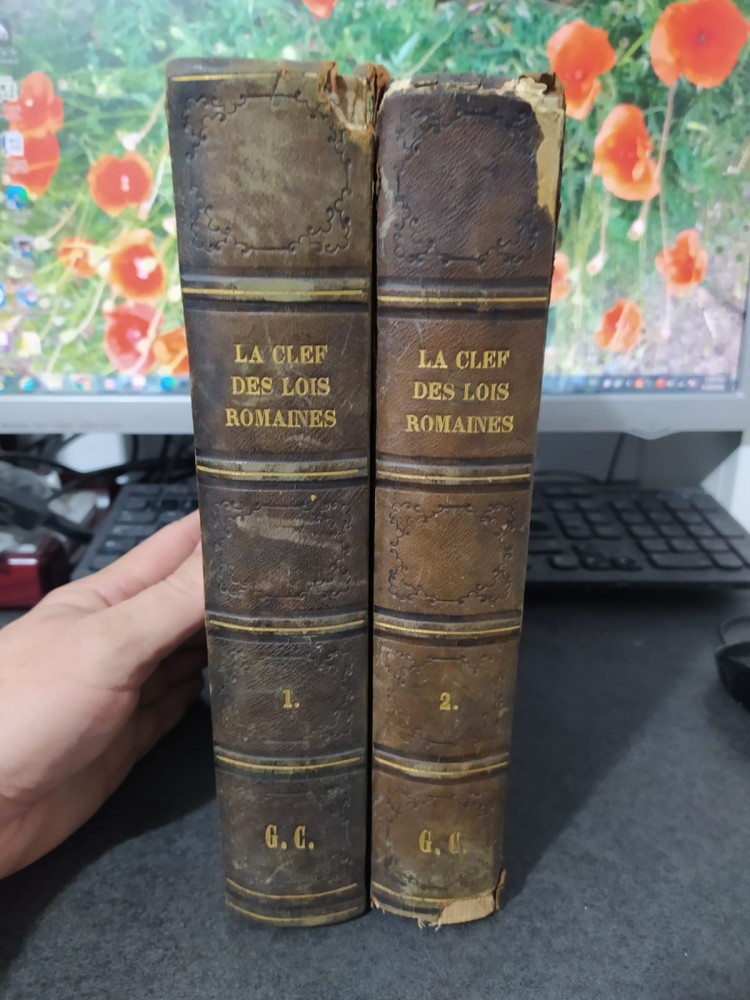 LA CLEF
DES LOIS
ROMAINES
1.
G. C.
LA CLEF
DES LOIS
ROMAINES
2.
G. C.